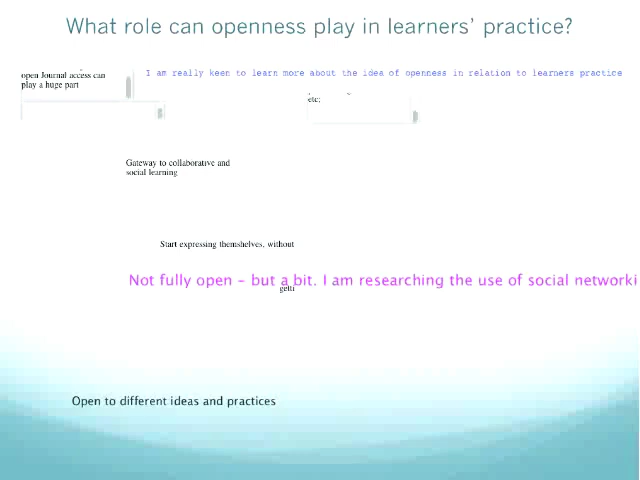 What role can openness play in learners' practice?
open Journal access can
play a huge part
I am really keen to learn more about the idea of openness in relation to learners practice
etc;
Gateway to collaborative and
social learning
Start expressing themshelves, without
Not fully open - but a bit. I am researching the use of social networki
getti
Open to different ideas and practices